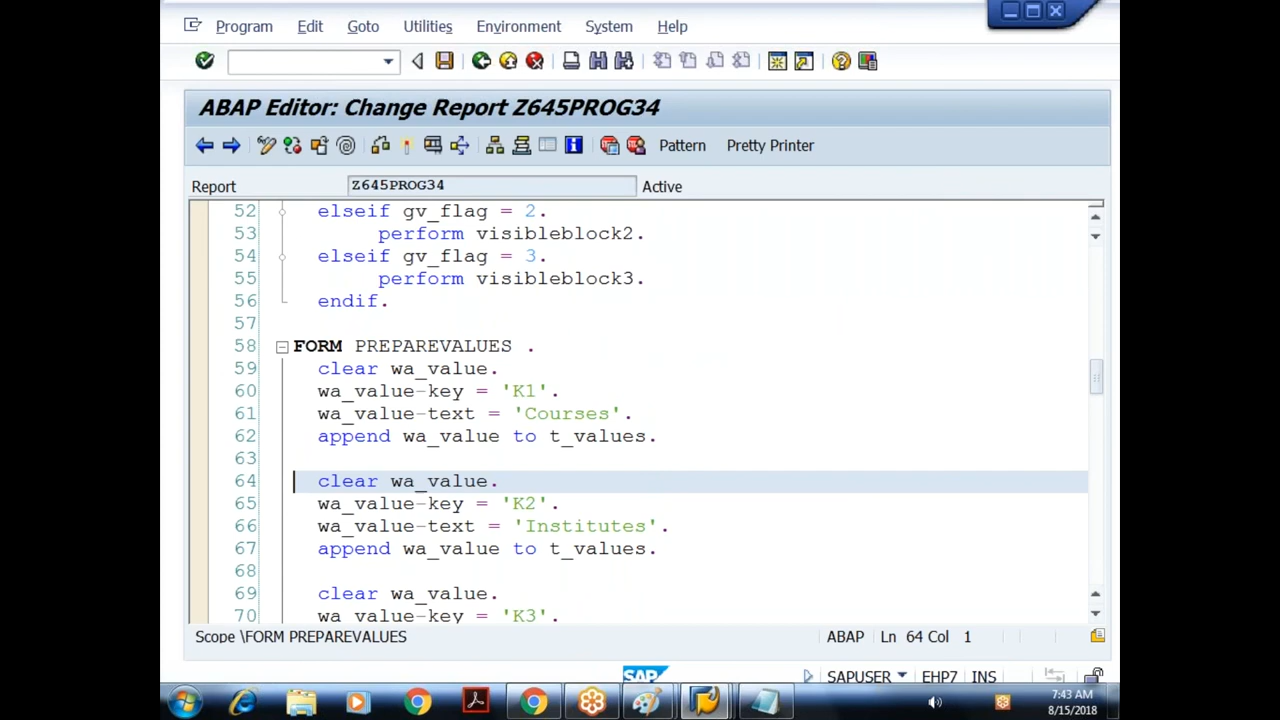 Program Edit Goto Utilities Environment System Help
ABAP Editor: Change Report Z645PROG34
Pattern Pretty Printer
Report Z645PROG34 Active
52 elseif gv_flag = 2.
53 perform visibleblock2.
54 elseif gv_flag = 3.
55 perform visibleblock3.
56 endif.
57
58 FORM PREPAREVALUES .
59 clear wa_value.
60 wa_value-key = 'K1'.
61 wa_value-text = 'Courses'.
62 append wa_value to t_values.
63
64 clear wa_value.
65 wa_value-key = 'K2'.
66 wa_value-text = 'Institutes'.
67 append wa_value to t_values.
68
69 clear wa_value.
70 wa_value-key = 'K3'.
Scope \FORM PREPAREVALUES ABAP Ln 64 Col 1
SAP SAPUSER EHP7 INS
7:43 AM
8/15/2018